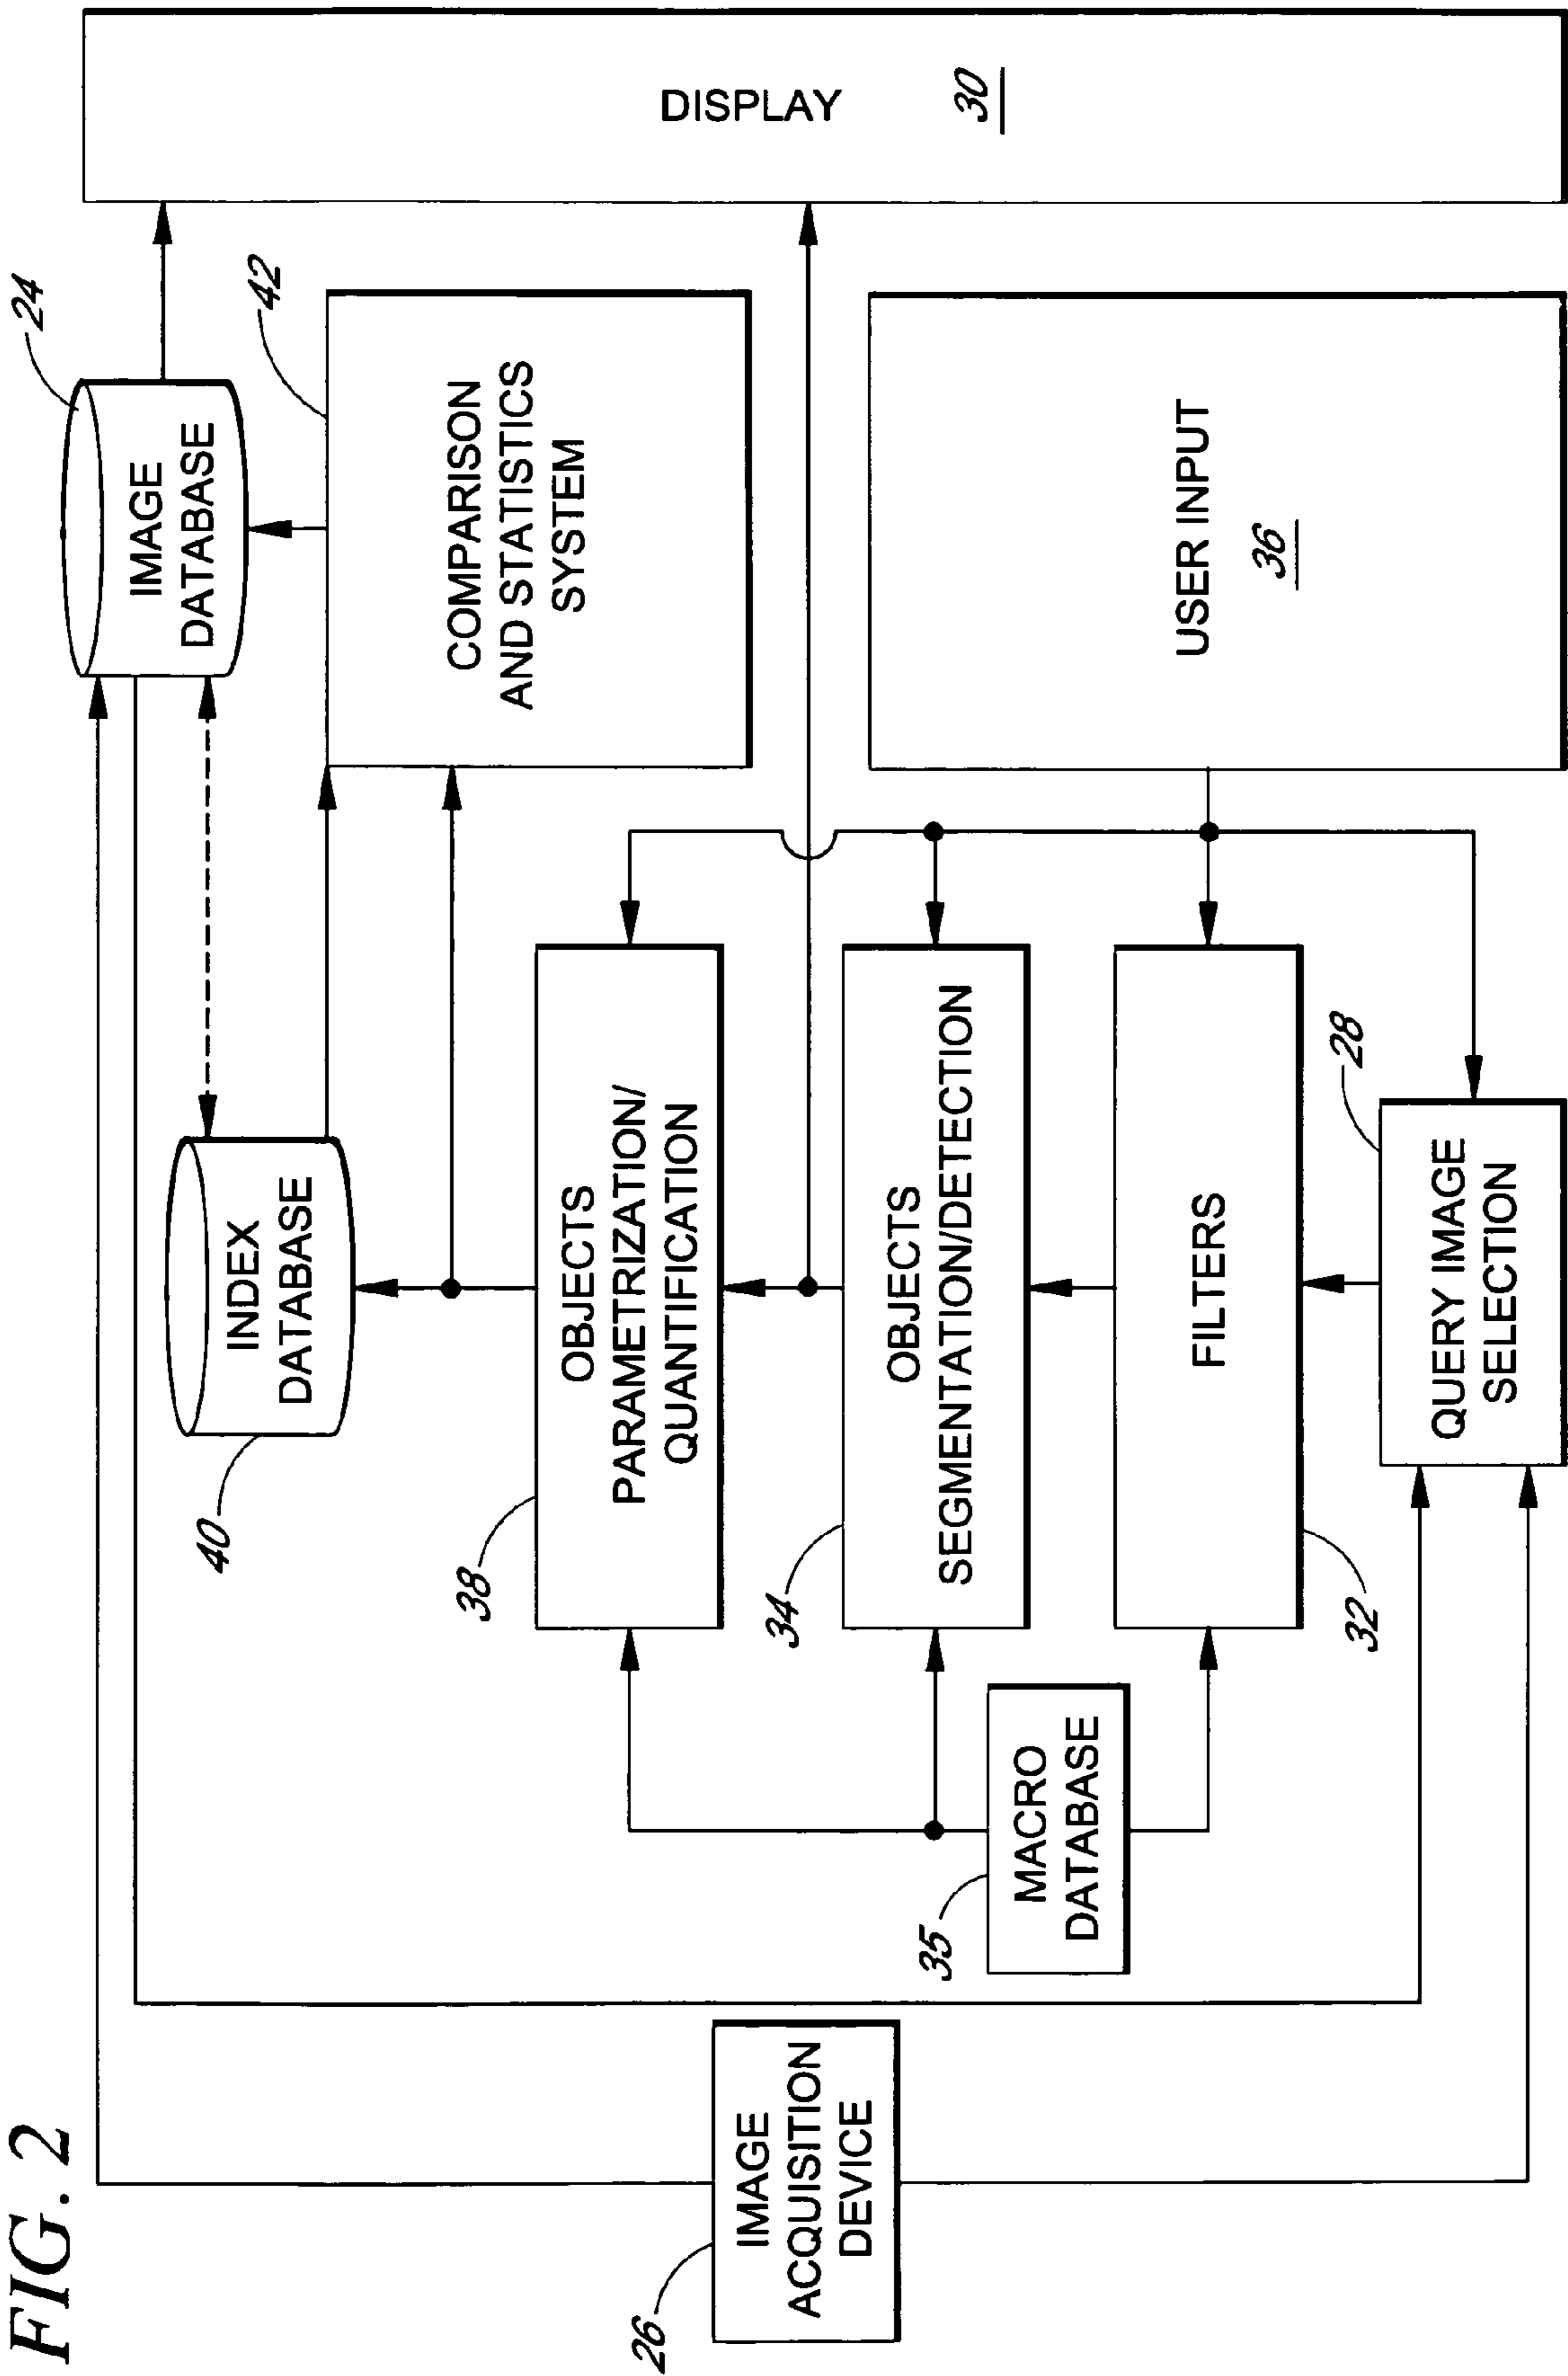 FIG. 2
24
IMAGE
DATABASE
40
INDEX
DATABASE
42
COMPARISON
AND STATISTICS
SYSTEM
DISPLAY
30
38
OBJECTS
PARAMETRIZATION/
QUANTIFICATION
26
IMAGE
ACQUISITION
DEVICE
34
OBJECTS
SEGMENTATION/DETECTION
35
MACRO
DATABASE
FILTERS
32
USER INPUT
36
28
QUERY IMAGE
SELECTION